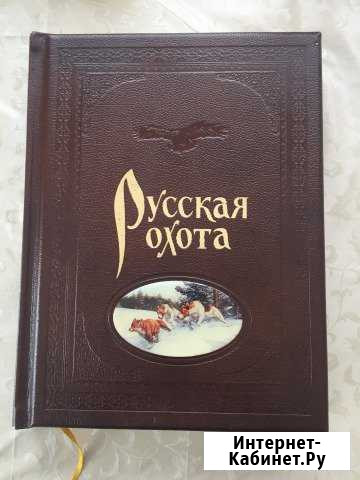 Русская
охота
Интернет-
Кабинет.Ру